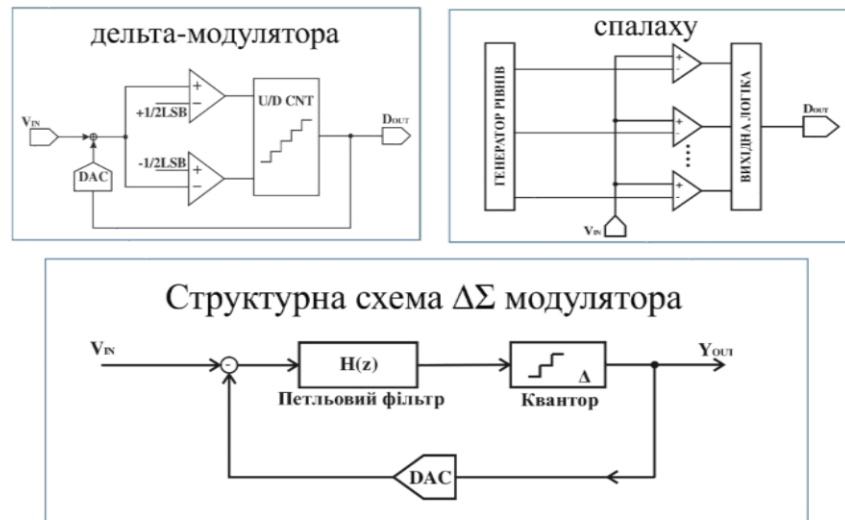 дельта-модулятора
U/D CNT
+1/2LSB
VIN
DOUT
-1/2LSB
DAC
спалаху
ГЕНЕРАТОР РІВНІВ
+
-
+
-
+
-
ВИХІДНА ЛОГІКА
DOUT
VIN
Структурна схема ΔΣ модулятора
VIN
H(z)
Δ
YOUT
Петльовий фільтр
Квантор
DAC